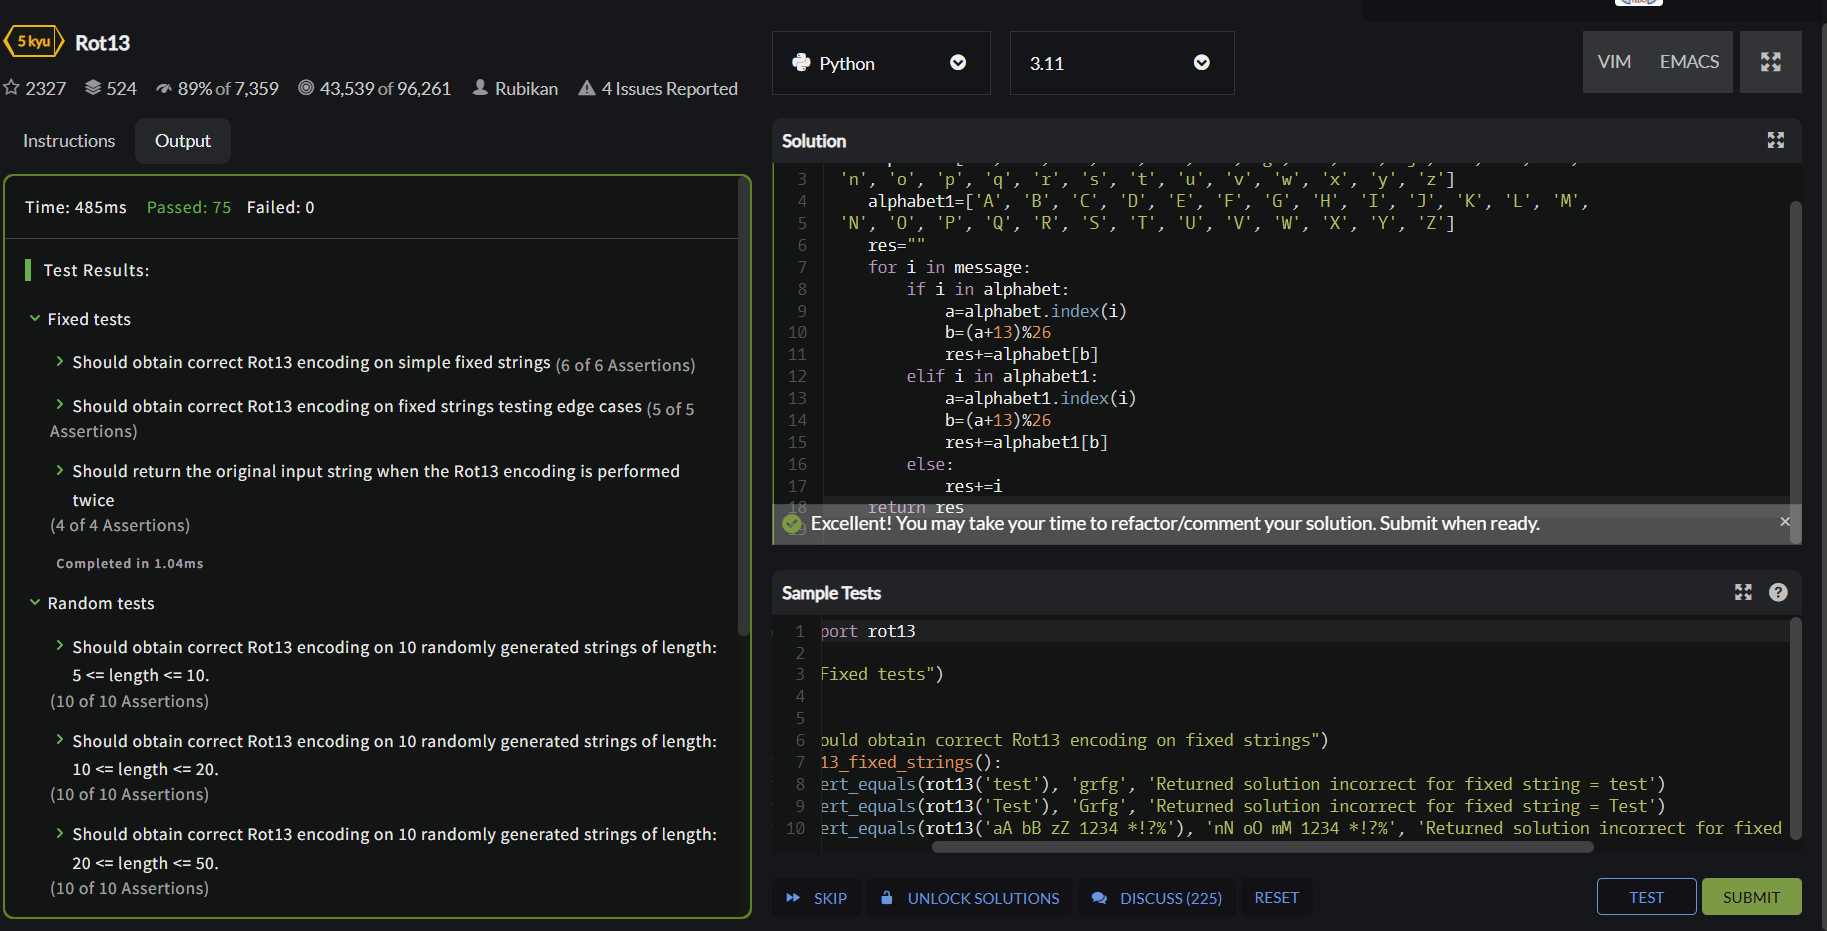 5 kyu
Rot13
2327 524 89% of 7,359 43,539 of 96,261 Rubikan 4 Issues Reported
Instructions
Output
Time: 485ms Passed: 75 Failed: 0
Test Results:
Fixed tests
Should obtain correct Rot13 encoding on simple fixed strings (6 of 6 Assertions)
Should obtain correct Rot13 encoding on fixed strings testing edge cases (5 of 5
Assertions)
Should return the original input string when the Rot13 encoding is performed
twice
(4 of 4 Assertions)
Completed in 1.04ms
Random tests
Should obtain correct Rot13 encoding on 10 randomly generated strings of length:
5 <= length <= 10.
(10 of 10 Assertions)
Should obtain correct Rot13 encoding on 10 randomly generated strings of length:
10 <= length <= 20.
(10 of 10 Assertions)
Should obtain correct Rot13 encoding on 10 randomly generated strings of length:
20 <= length <= 50.
(10 of 10 Assertions)
Python
3.11
VIM EMACS
Solution
3 'n', 'o', 'p', 'q', 'r', 's', 't', 'u', 'v', 'w', 'x', 'y', 'z']
4 alphabet1=['A', 'B', 'C', 'D', 'E', 'F', 'G', 'H', 'I', 'J', 'K', 'L', 'M',
5 'N', 'O', 'P', 'Q', 'R', 'S', 'T', 'U', 'V', 'W', 'X', 'Y', 'Z']
6 res=""
7 for i in message:
8 if i in alphabet:
9 a=alphabet.index(i)
10 b=(a+13)%26
11 res+=alphabet[b]
12 elif i in alphabet1:
13 a=alphabet1.index(i)
14 b=(a+13)%26
15 res+=alphabet1[b]
16 else:
17 res+=i
18 return res
19
Excellent! You may take your time to refactor/comment your solution. Submit when ready.
Sample Tests
1 port rot13
2
3 Fixed tests")
4
5
6 ould obtain correct Rot13 encoding on fixed strings")
7 13_fixed_strings():
8 ert_equals(rot13('test'), 'grfg', 'Returned solution incorrect for fixed string = test')
9 ert_equals(rot13('Test'), 'Grfg', 'Returned solution incorrect for fixed string = Test')
10 ert_equals(rot13('aA bB zZ 1234 *!?%'), 'nN oO mM 1234 *!?%', 'Returned solution incorrect for fixed
SKIP UNLOCK SOLUTIONS DISCUSS (225) RESET TEST SUBMIT